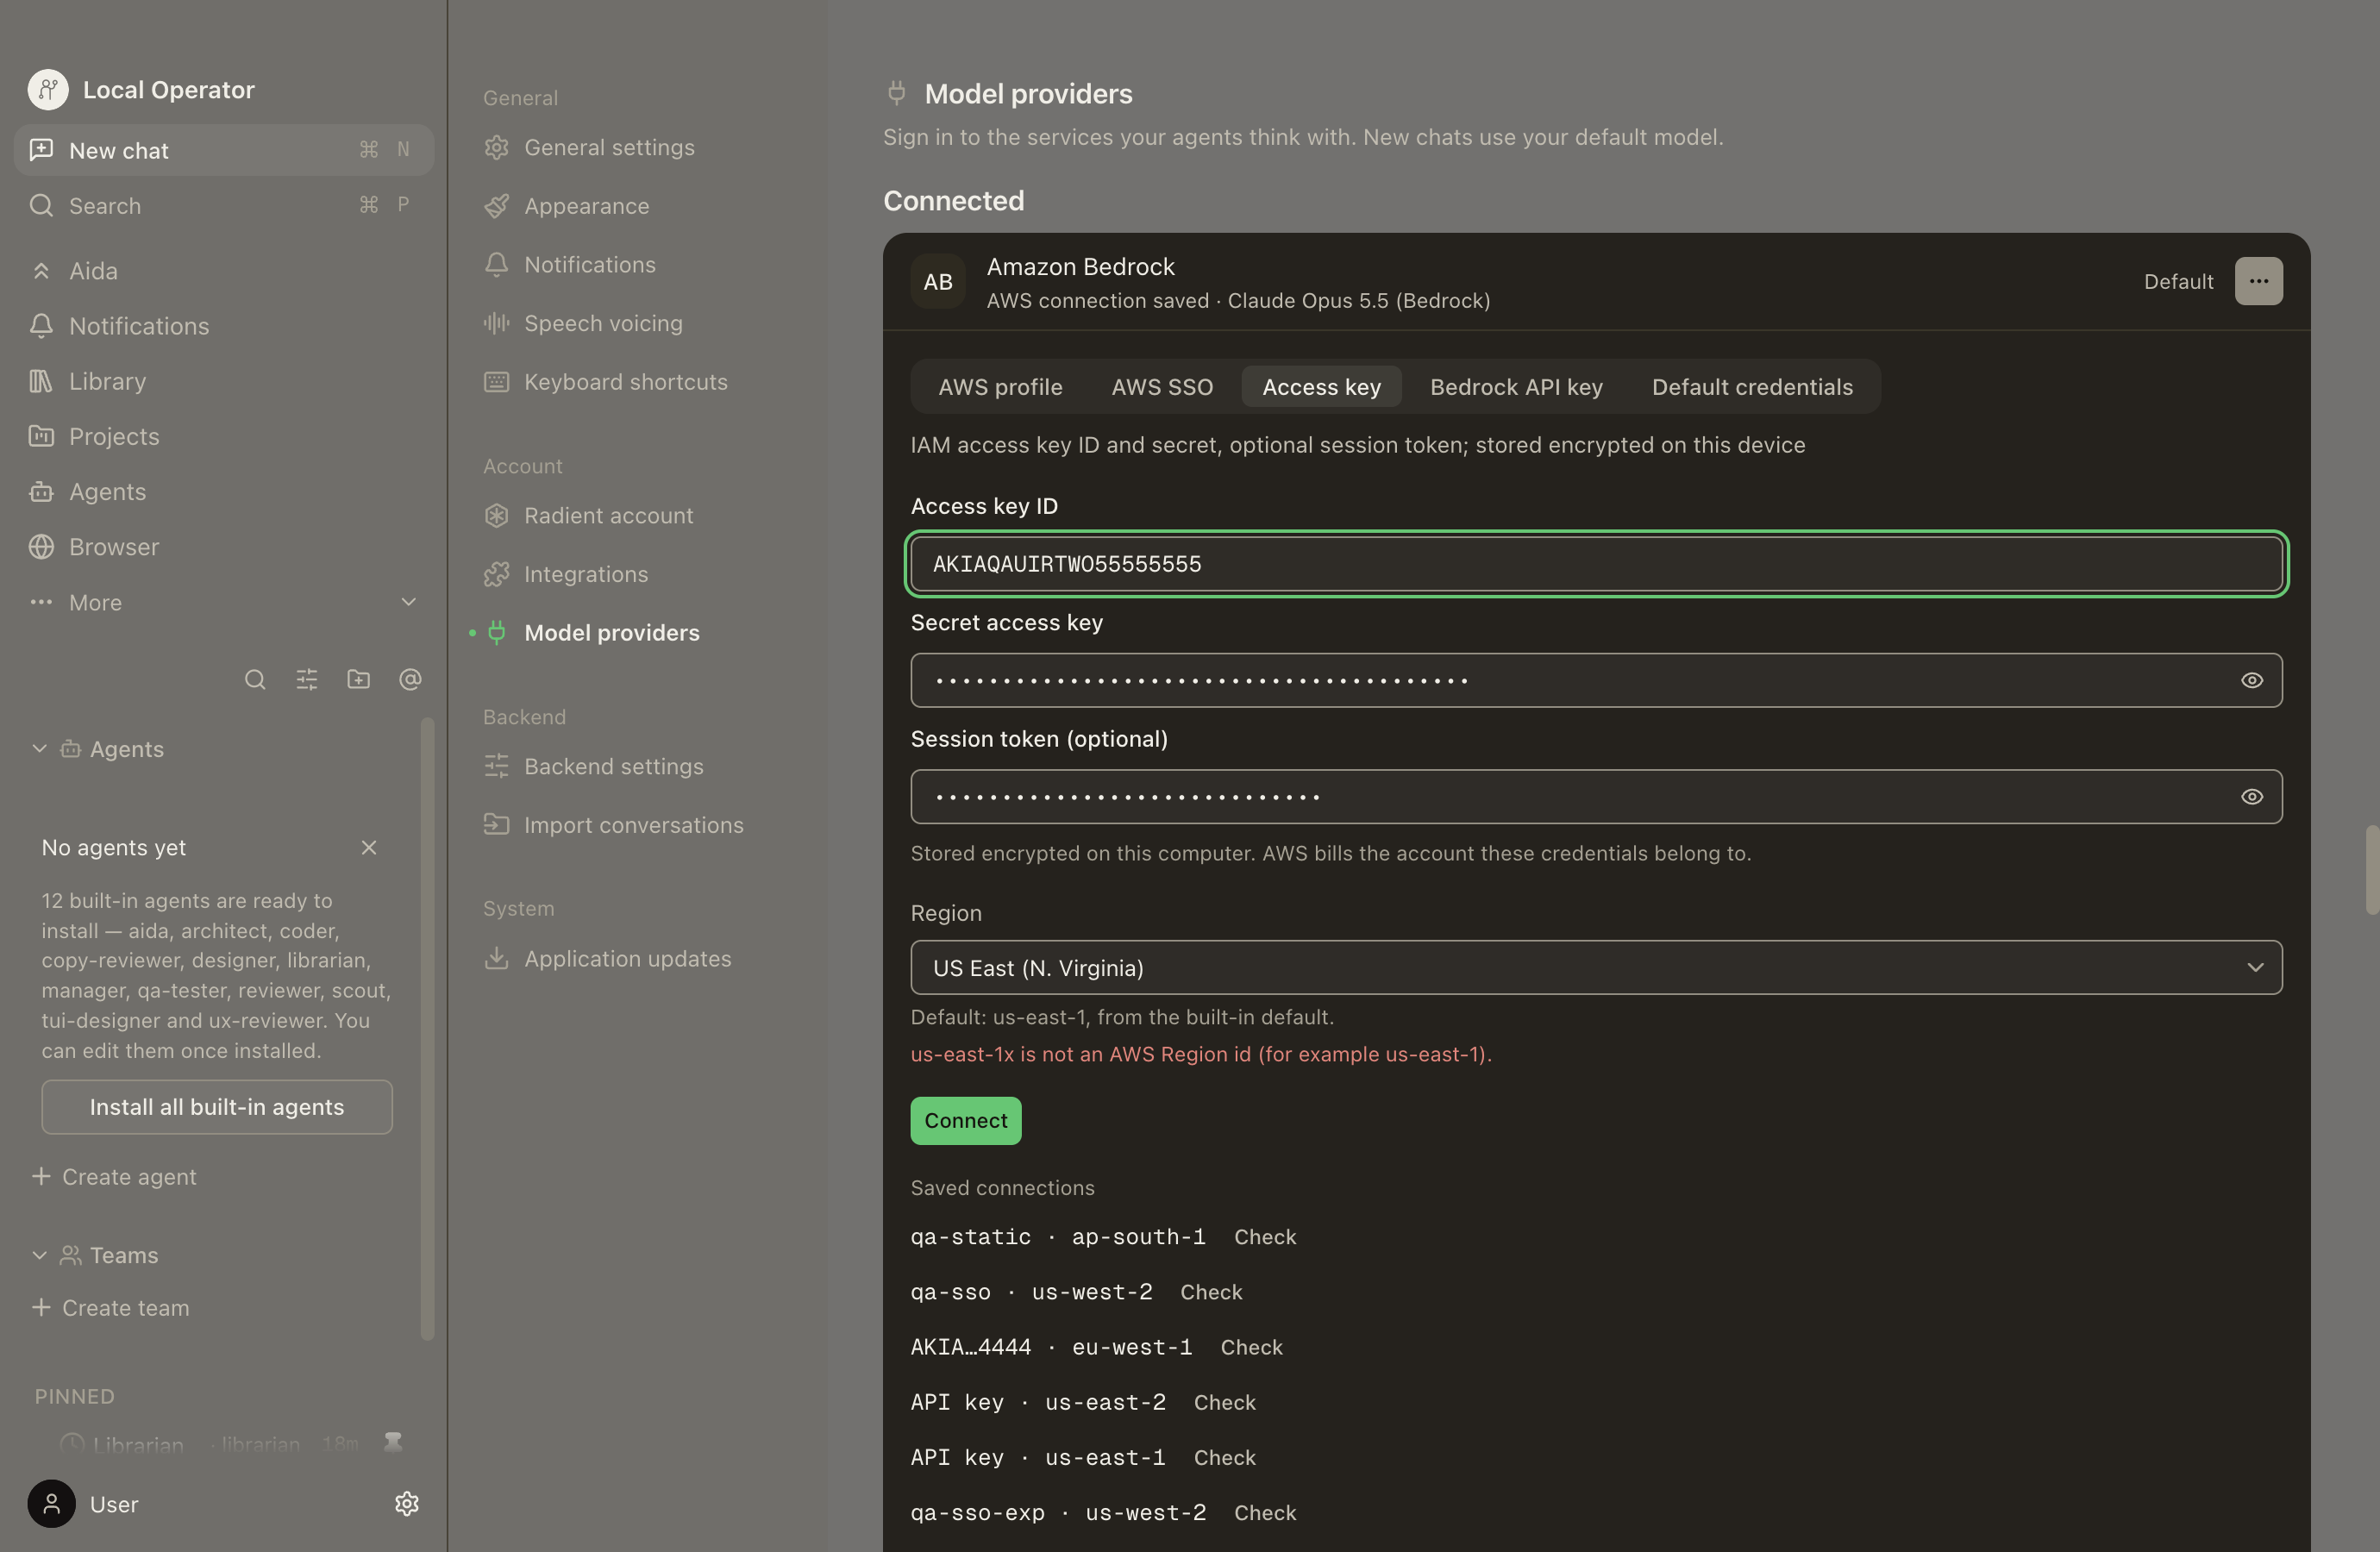 Local Operator
New chat ⌘ N
Search ⌘ P
Aida
Notifications
Library
Projects
Agents
Browser
More
Agents
No agents yet
12 built-in agents are ready to
install — aida, architect, coder,
copy-reviewer, designer, librarian,
manager, qa-tester, reviewer, scout,
tui-designer and ux-reviewer. You
can edit them once installed.
Install all built-in agents
Create agent
Teams
Create team
PINNED
Librarian · librarian 18m
User
General
General settings
Appearance
Notifications
Speech voicing
Keyboard shortcuts
Account
Radient account
Integrations
Model providers
Backend
Backend settings
Import conversations
System
Application updates
Model providers
Sign in to the services your agents think with. New chats use your default model.
Connected
AB
Amazon Bedrock
AWS connection saved · Claude Opus 5.5 (Bedrock)
Default
AWS profile AWS SSO Access key Bedrock API key Default credentials
IAM access key ID and secret, optional session token; stored encrypted on this device
Access key ID
AKIAQAUIRTWO55555555
Secret access key
Session token (optional)
Stored encrypted on this computer. AWS bills the account these credentials belong to.
Region
US East (N. Virginia)
Default: us-east-1, from the built-in default.
us-east-1x is not an AWS Region id (for example us-east-1).
Connect
Saved connections
qa-static · ap-south-1 Check
qa-sso · us-west-2 Check
AKIA…4444 · eu-west-1 Check
API key · us-east-2 Check
API key · us-east-1 Check
qa-sso-exp · us-west-2 Check